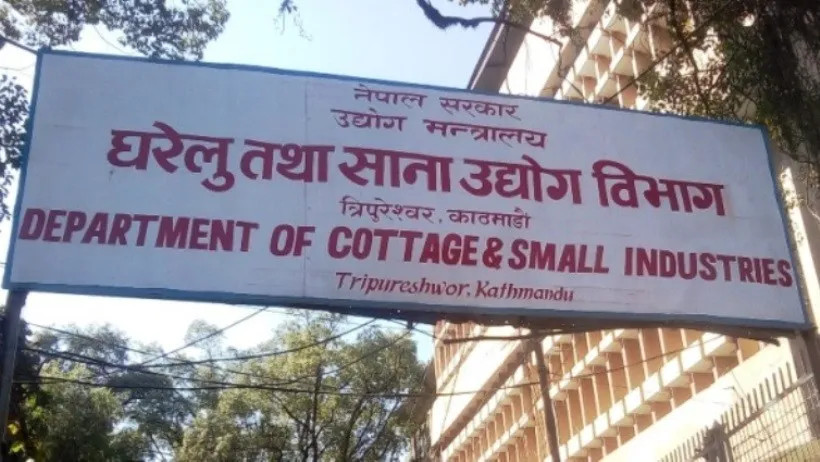 नेपाल सरकार
उद्योग मन्त्रालय
घरेलु तथा साना उद्योग विभाग
त्रिपुरेश्वर, काठमाडौं
DEPARTMENT OF COTTAGE & SMALL INDUSTRIES
Tripureshwor, Kathmandu